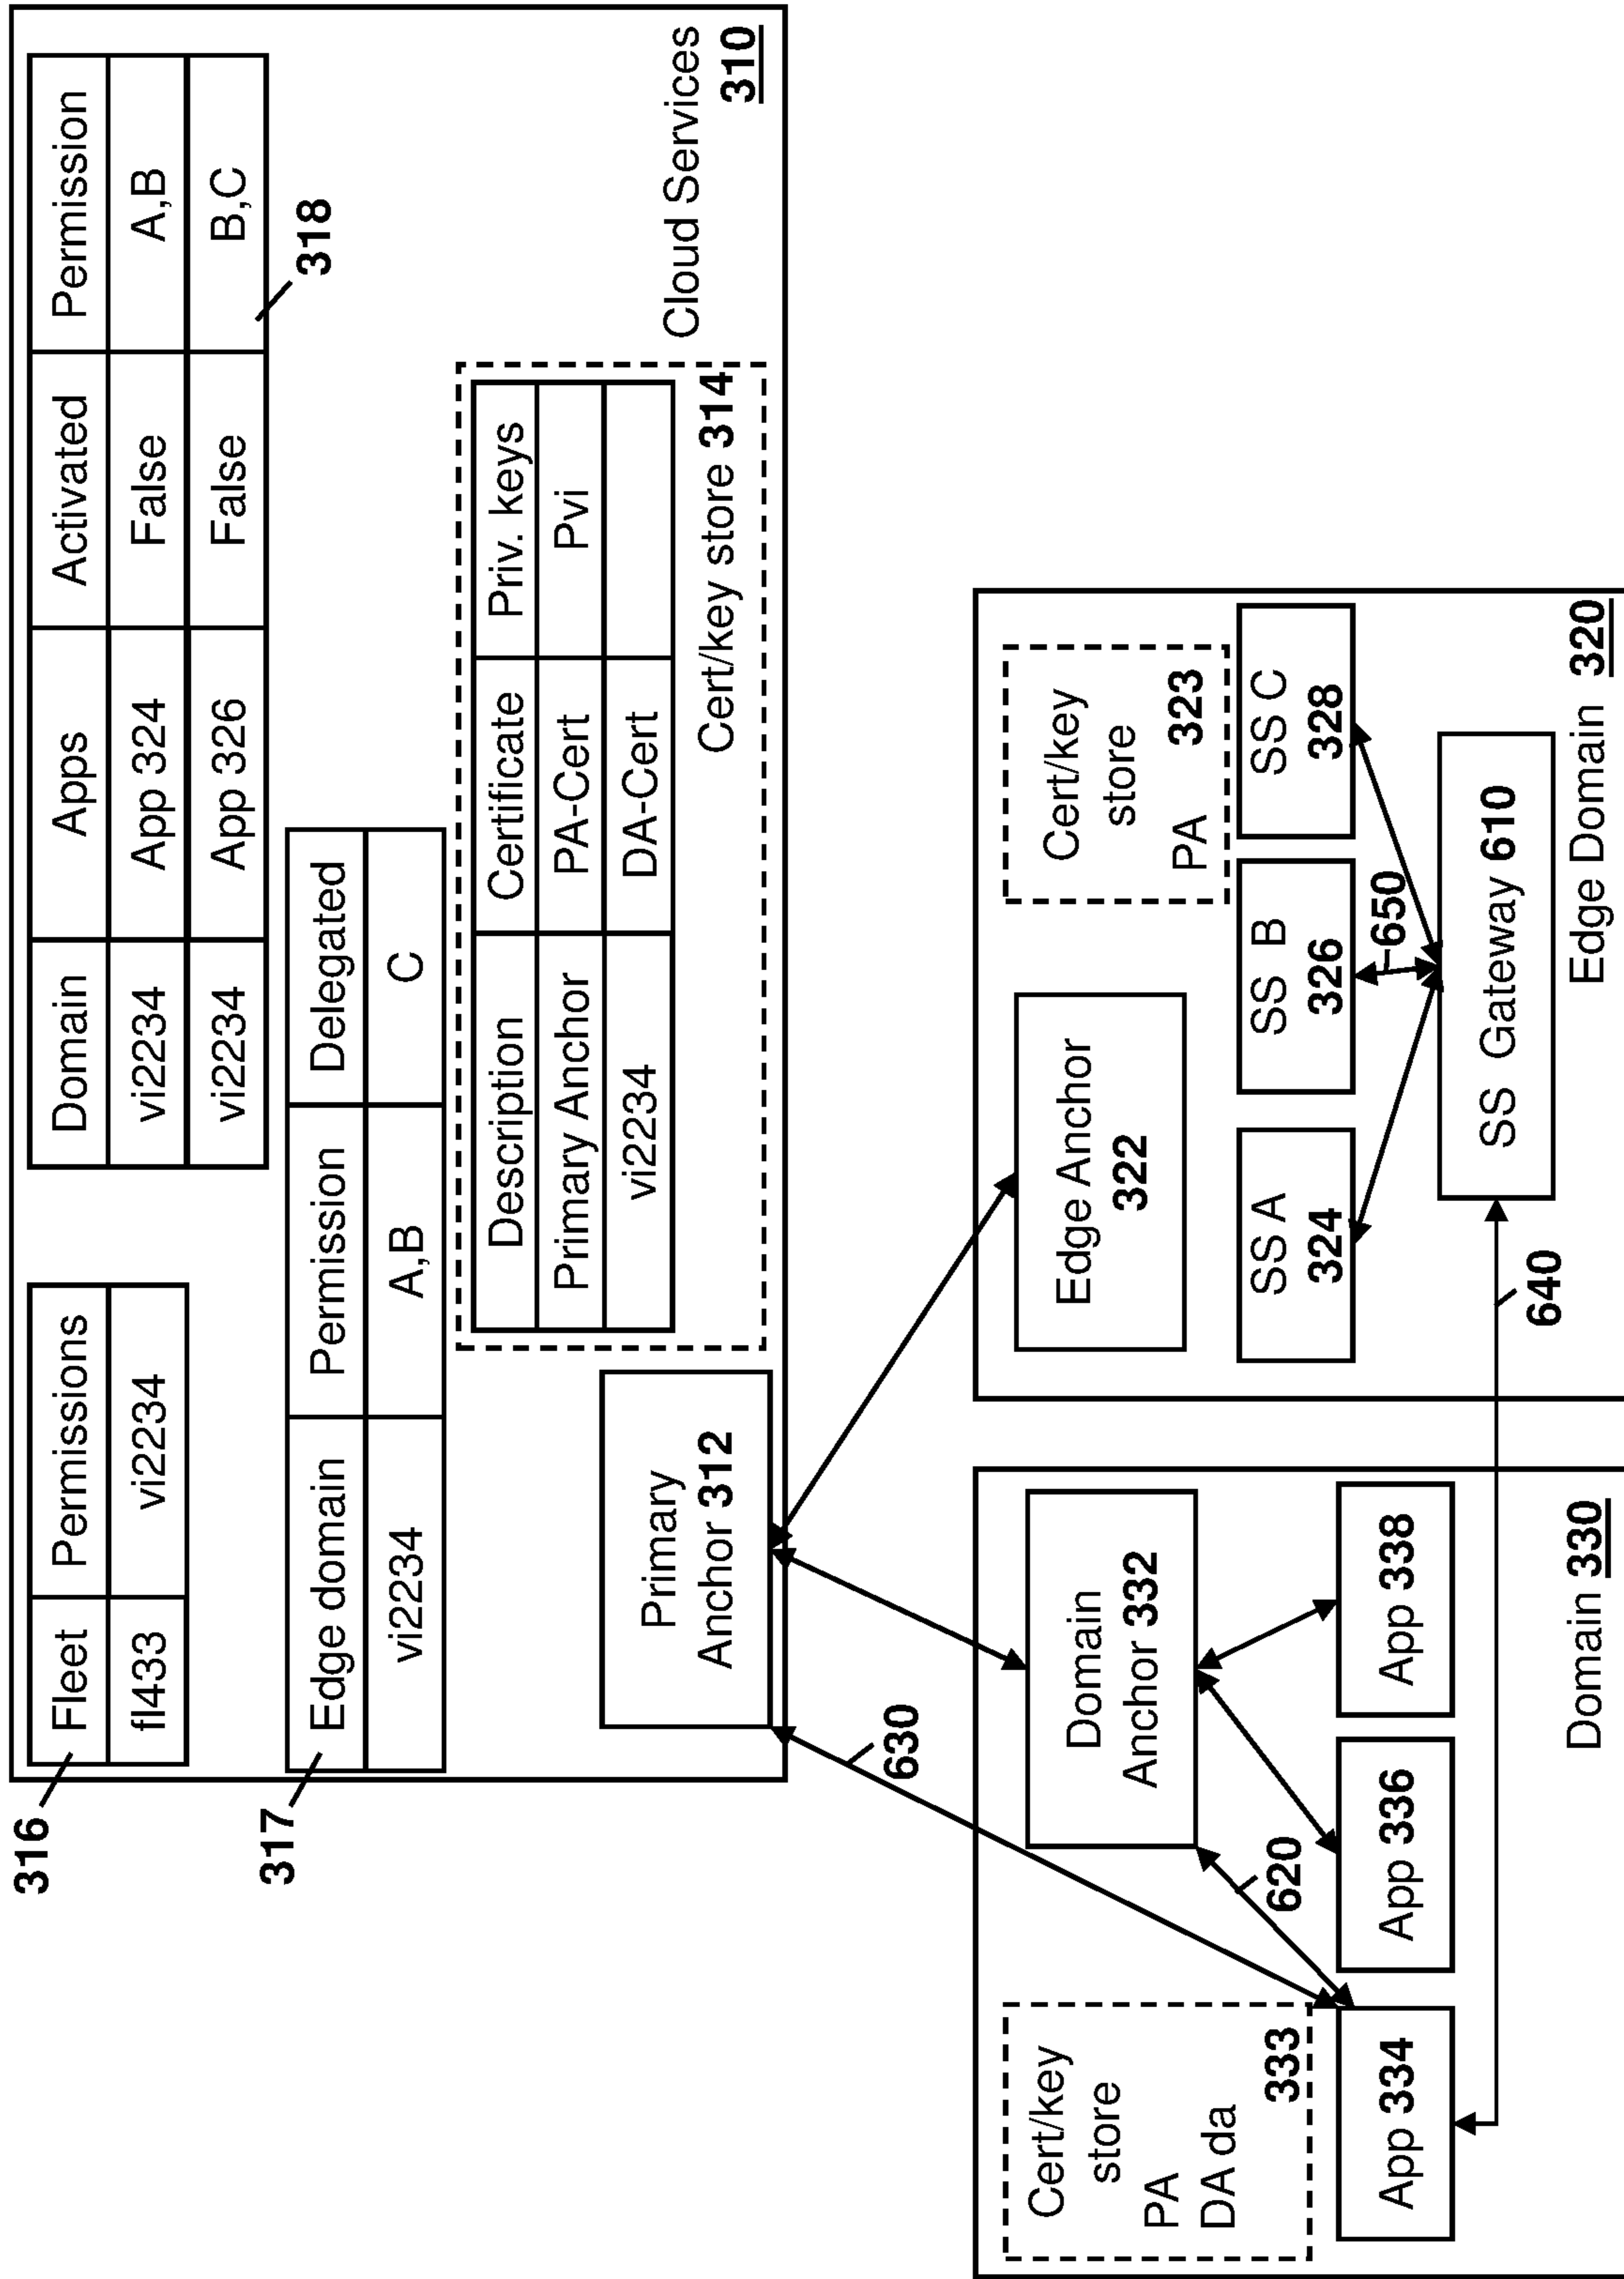 316
Fleet Permissions
fl433 vi2234
Domain Apps Activated Permission
vi2234 App 324 False A,B
vi2234 App 326 False B,C
318
317
Edge domain Permission Delegated
vi2234 A,B C
Description Certificate Priv. keys
Primary Anchor PA-Cert Pvi
vi2234 DA-Cert
Cert/key store 314
Primary
Anchor 312
Cloud Services
310
630
Cert/key
store
PA
DA da
333
Domain
Anchor 332
620
App 334
App 336
App 338
Domain 330
Edge Anchor
322
Cert/key
store
PA 323
SS A
324
SS B
326
SS C
328
650
SS Gateway 610
640
Edge Domain 320